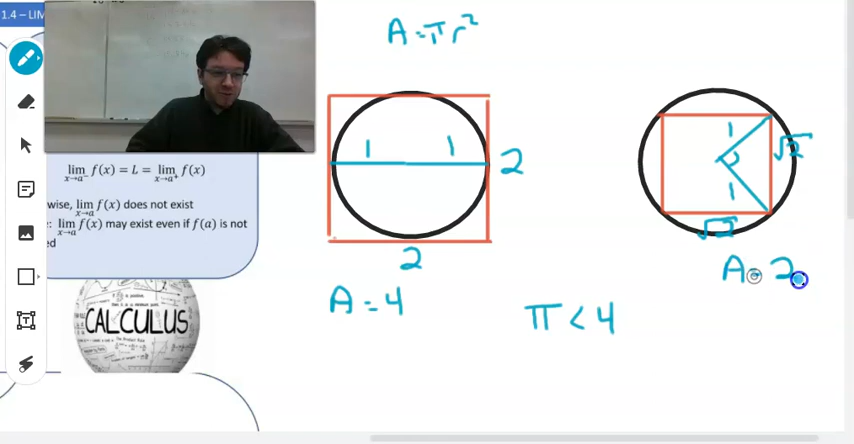 1.4 – LIM
A = πr²
lim f(x) = L = lim f(x)
x→a⁻ x→a⁺
wise, lim f(x) does not exist
x→a
: lim f(x) may exist even if f(a) is not
x→a
ed
CALCULUS
1 1
2
2
A = 4
π < 4
1
1
√2
√2
A = 2
T